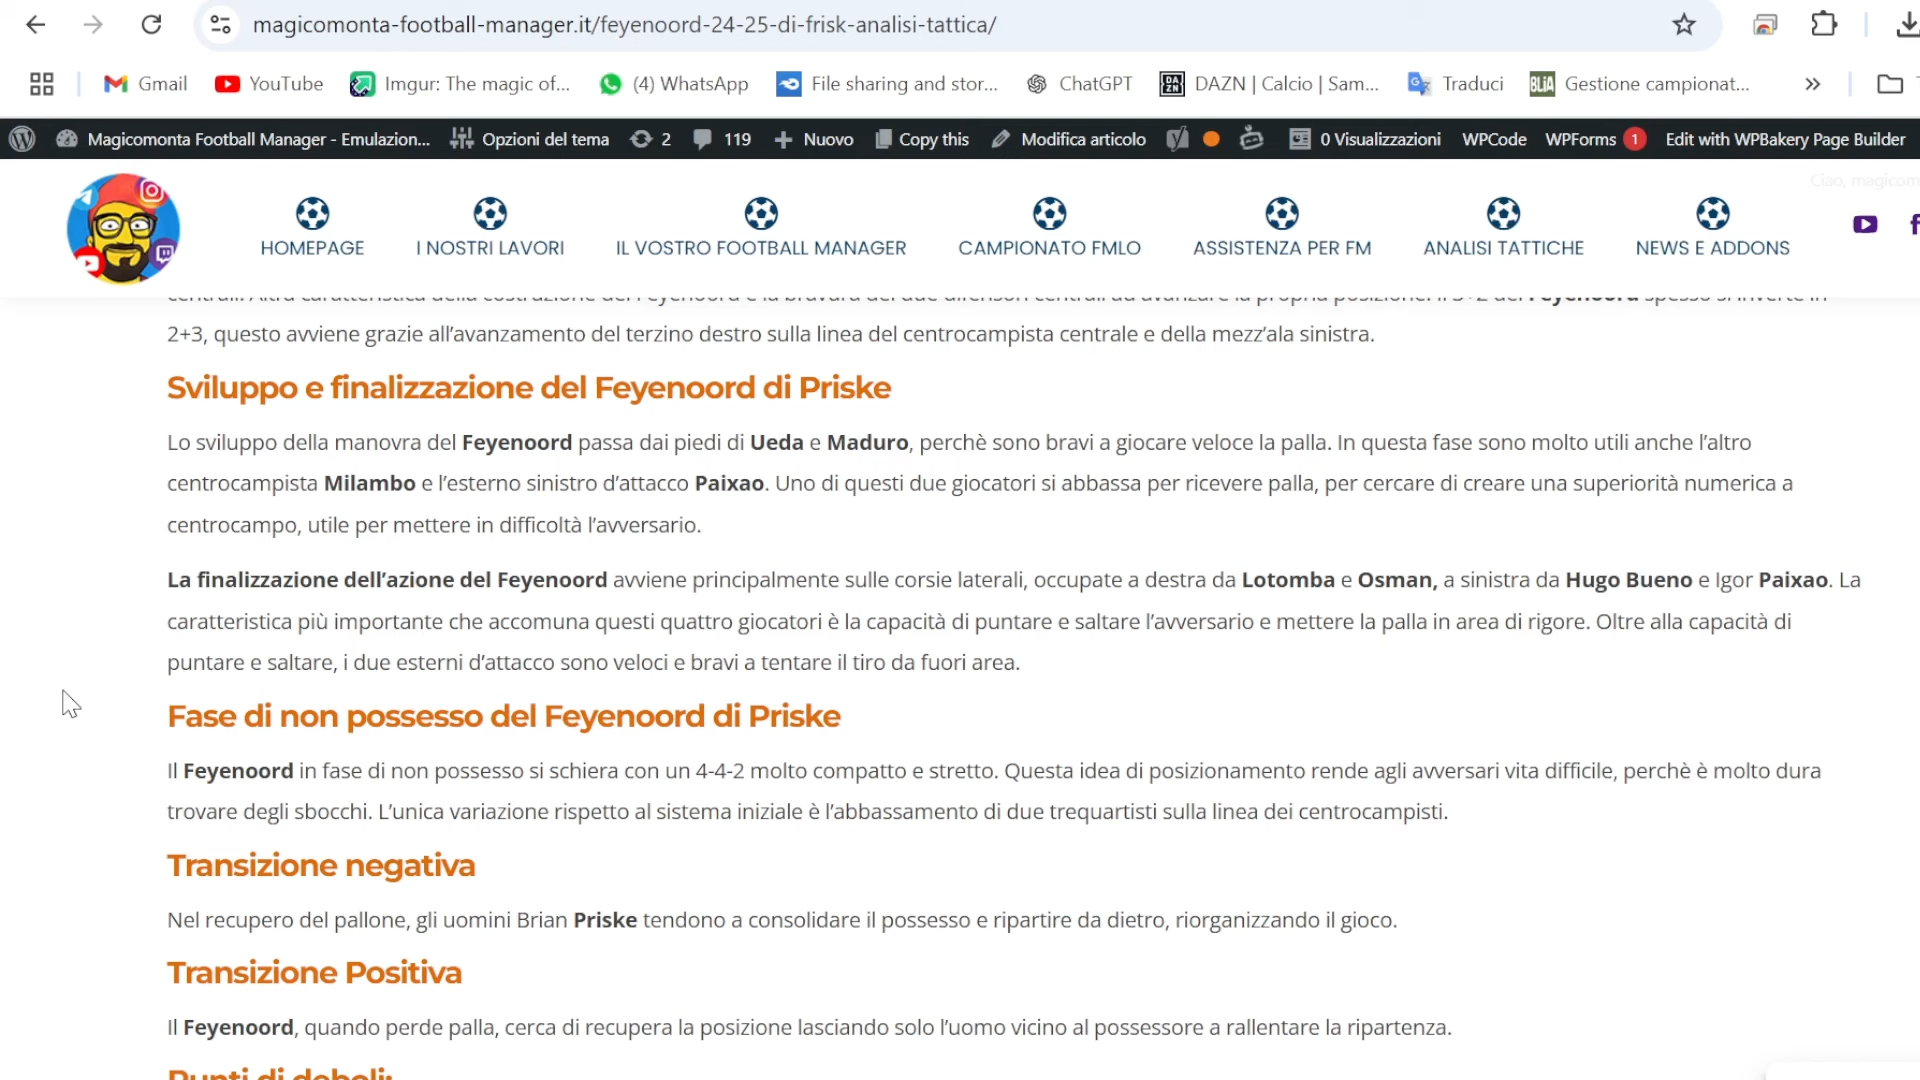 magicomonta-football-manager.it/feyenoord-24-25-di-frisk-analisi-tattica/
Gmail YouTube Imgur: The magic of... (4) WhatsApp File sharing and stor... ChatGPT DAZN | Calcio | Sam... Traduci Gestione campionat... »
Magicomonta Football Manager - Emulazion... Opzioni del tema 2 119 Nuovo Copy this Modifica articolo 0 Visualizzazioni WPCode WPForms 1 Edit with WPBakery Page Builder
Ciao, magicom
HOMEPAGE I NOSTRI LAVORI IL VOSTRO FOOTBALL MANAGER CAMPIONATO FMLO ASSISTENZA PER FM ANALISI TATTICHE NEWS E ADDONS
centrali. Altra caratteristica della costruzione del Feyenoord è la bravura dei due difensori centrali ad avanzare la propria posizione. Il 3+2 del Feyenoord spesso si inverte in
2+3, questo avviene grazie all’avanzamento del terzino destro sulla linea del centrocampista centrale e della mezz’ala sinistra.
Sviluppo e finalizzazione del Feyenoord di Priske
Lo sviluppo della manovra del Feyenoord passa dai piedi di Ueda e Maduro, perchè sono bravi a giocare veloce la palla. In questa fase sono molto utili anche l’altro
centrocampista Milambo e l’esterno sinistro d’attacco Paixao. Uno di questi due giocatori si abbassa per ricevere palla, per cercare di creare una superiorità numerica a
centrocampo, utile per mettere in difficoltà l’avversario.
La finalizzazione dell’azione del Feyenoord avviene principalmente sulle corsie laterali, occupate a destra da Lotomba e Osman, a sinistra da Hugo Bueno e Igor Paixao. La
caratteristica più importante che accomuna questi quattro giocatori è la capacità di puntare e saltare l’avversario e mettere la palla in area di rigore. Oltre alla capacità di
puntare e saltare, i due esterni d’attacco sono veloci e bravi a tentare il tiro da fuori area.
Fase di non possesso del Feyenoord di Priske
Il Feyenoord in fase di non possesso si schiera con un 4-4-2 molto compatto e stretto. Questa idea di posizionamento rende agli avversari vita difficile, perchè è molto dura
trovare degli sbocchi. L’unica variazione rispetto al sistema iniziale è l’abbassamento di due trequartisti sulla linea dei centrocampisti.
Transizione negativa
Nel recupero del pallone, gli uomini Brian Priske tendono a consolidare il possesso e ripartire da dietro, riorganizzando il gioco.
Transizione Positiva
Il Feyenoord, quando perde palla, cerca di recupera la posizione lasciando solo l’uomo vicino al possessore a rallentare la ripartenza.
Punti di deboli: